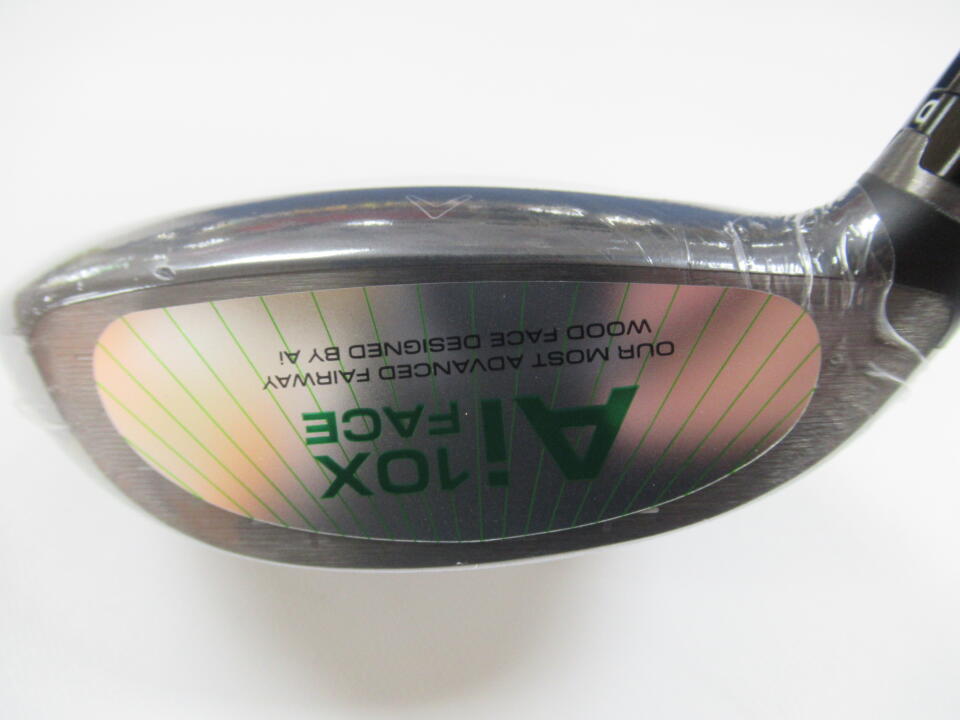 Ai 10X
FACE
OUR MOST ADVANCED FAIRWAY
WOOD FACE DESIGNED BY Ai